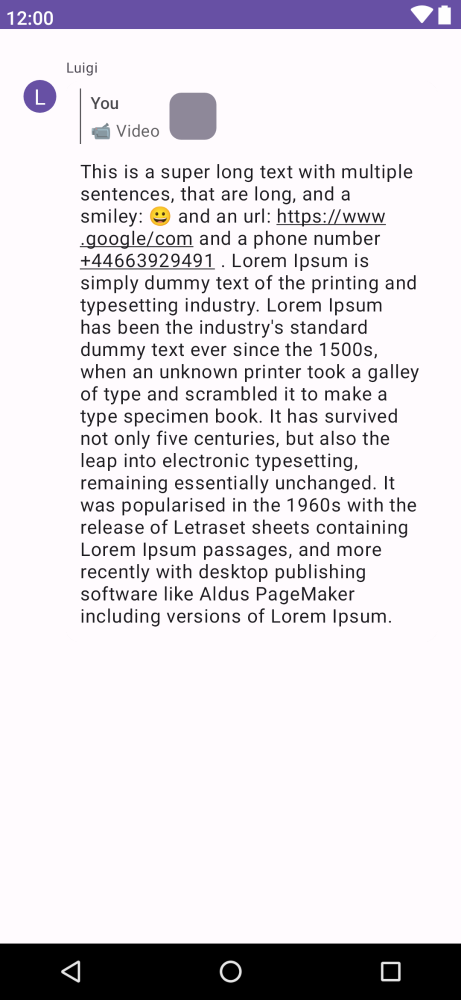 12:00
Luigi
L
You
📹 Video
This is a super long text with multiple
sentences, that are long, and a
smiley: 😀 and an url: https://www
.google/com and a phone number
+44663929491 . Lorem Ipsum is
simply dummy text of the printing and
typesetting industry. Lorem Ipsum
has been the industry's standard
dummy text ever since the 1500s,
when an unknown printer took a galley
of type and scrambled it to make a
type specimen book. It has survived
not only five centuries, but also the
leap into electronic typesetting,
remaining essentially unchanged. It
was popularised in the 1960s with the
release of Letraset sheets containing
Lorem Ipsum passages, and more
recently with desktop publishing
software like Aldus PageMaker
including versions of Lorem Ipsum.